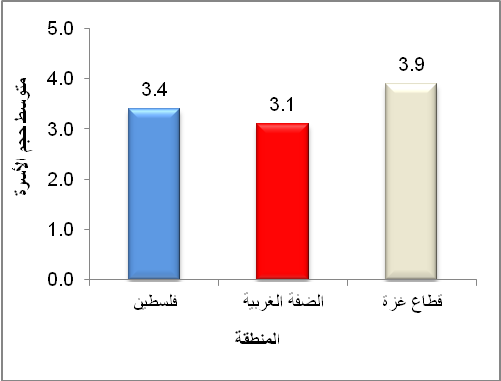 متوسط حجم الأسرة
5.0
4.0
3.0
2.0
1.0
0.0
3.4
3.1
3.9
فلسطين
الضفة الغربية
قطاع غزة
المنطقة